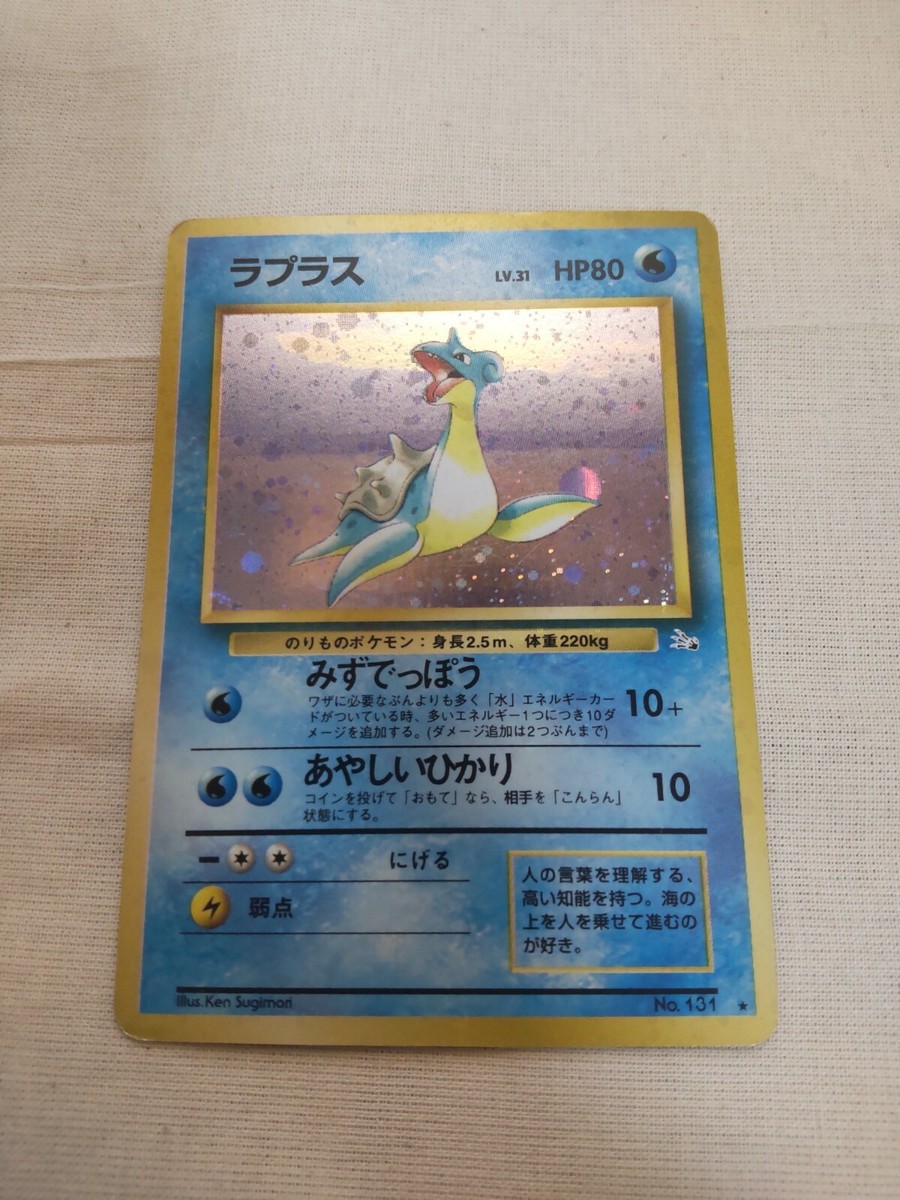 ラプラス LV.31 HP80
のりものポケモン：身長2.5m、体重220kg
みずでっぽう
ワザに必要なぶんよりも多く「水」エネルギーカー
ドがついている時、多いエネルギー1つにつき10ダ
メージを追加する。(ダメージ追加は2つぶんまで)
10+
あやしいひかり
コインを投げて「おもて」なら、相手を「こんらん」
状態にする。
10
にげる
弱点
人の言葉を理解する、
高い知能を持つ。海の
上を人を乗せて進むの
が好き。
Illus. Ken Sugimori
No. 131 ★